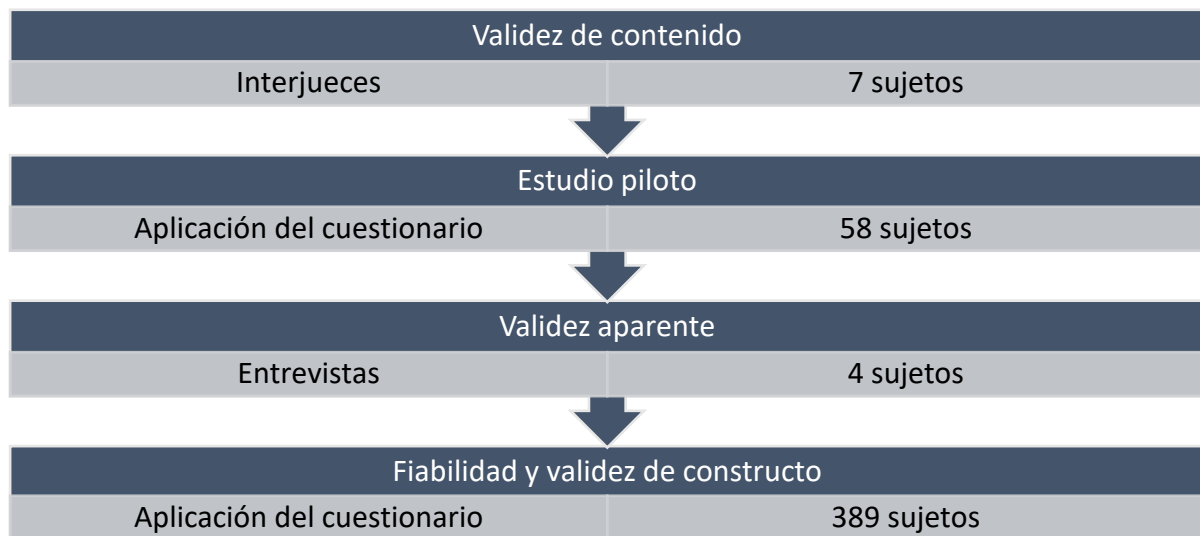 Validez de contenido
Interjueces 7 sujetos
Estudio piloto
Aplicación del cuestionario 58 sujetos
Validez aparente
Entrevistas 4 sujetos
Fiabilidad y validez de constructo
Aplicación del cuestionario 389 sujetos